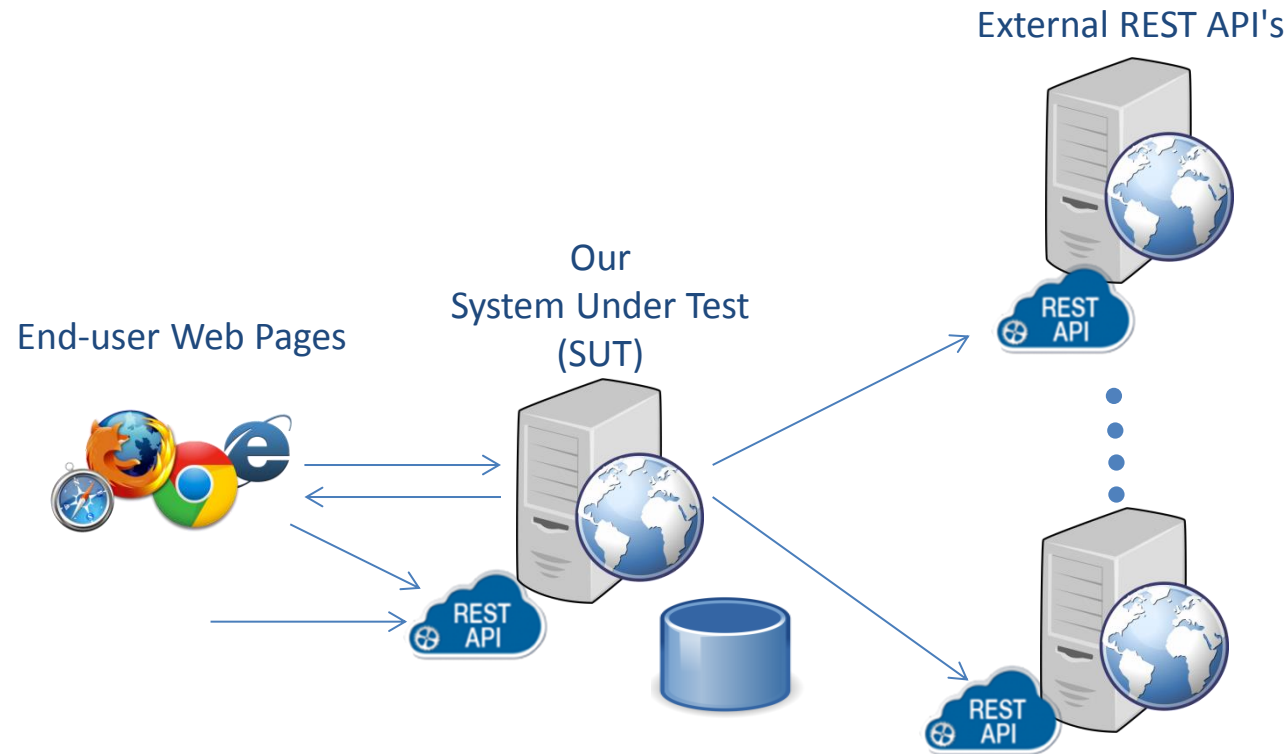 External REST API's
Our
System Under Test
(SUT)
End-user Web Pages
REST
API
REST
API
REST
API